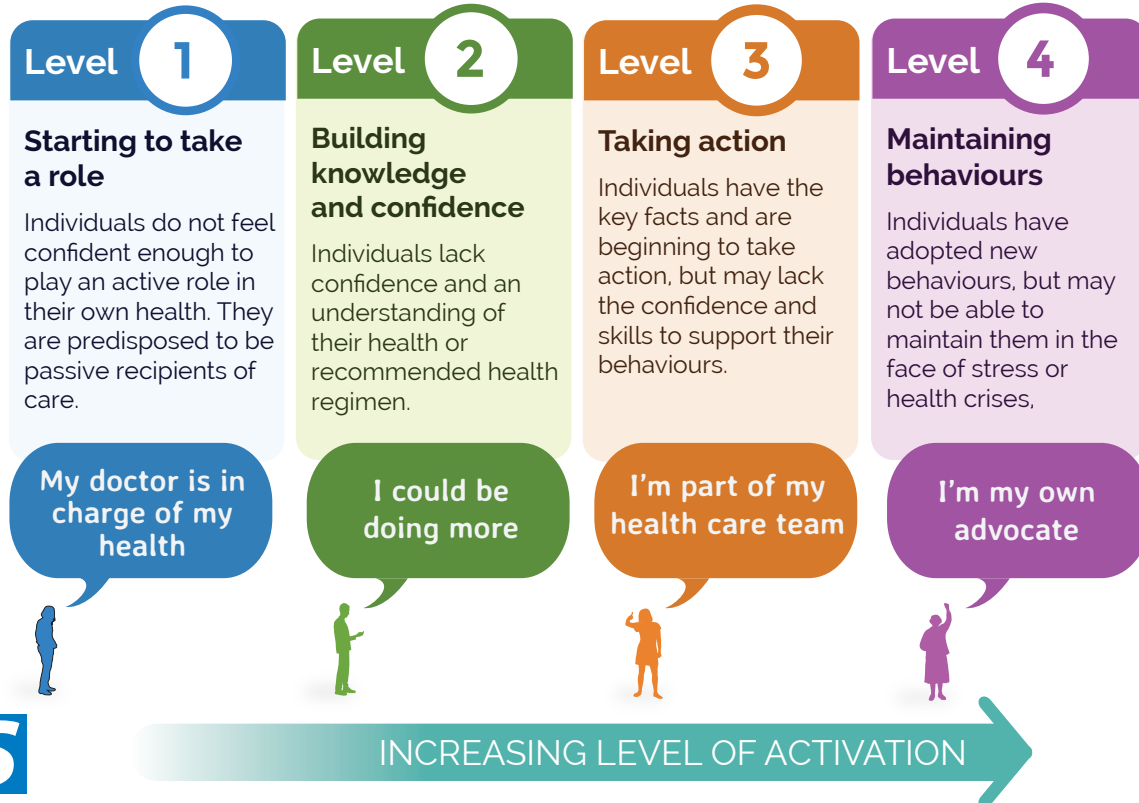 Level 1
Starting to take
a role
Individuals do not feel
confident enough to
play an active role in
their own health. They
are predisposed to be
passive recipients of
care.
My doctor is in
charge of my
health
Level 2
Building
knowledge
and confidence
Individuals lack
confidence and an
understanding of
their health or
recommended health
regimen.
I could be
doing more
Level 3
Taking action
Individuals have the
key facts and are
beginning to take
action, but may lack
the confidence and
skills to support their
behaviours.
I'm part of my
health care team
Level 4
Maintaining
behaviours
Individuals have
adopted new
behaviours, but may
not be able to
maintain them in the
face of stress or
health crises,
I'm my own
advocate
S
INCREASING LEVEL OF ACTIVATION